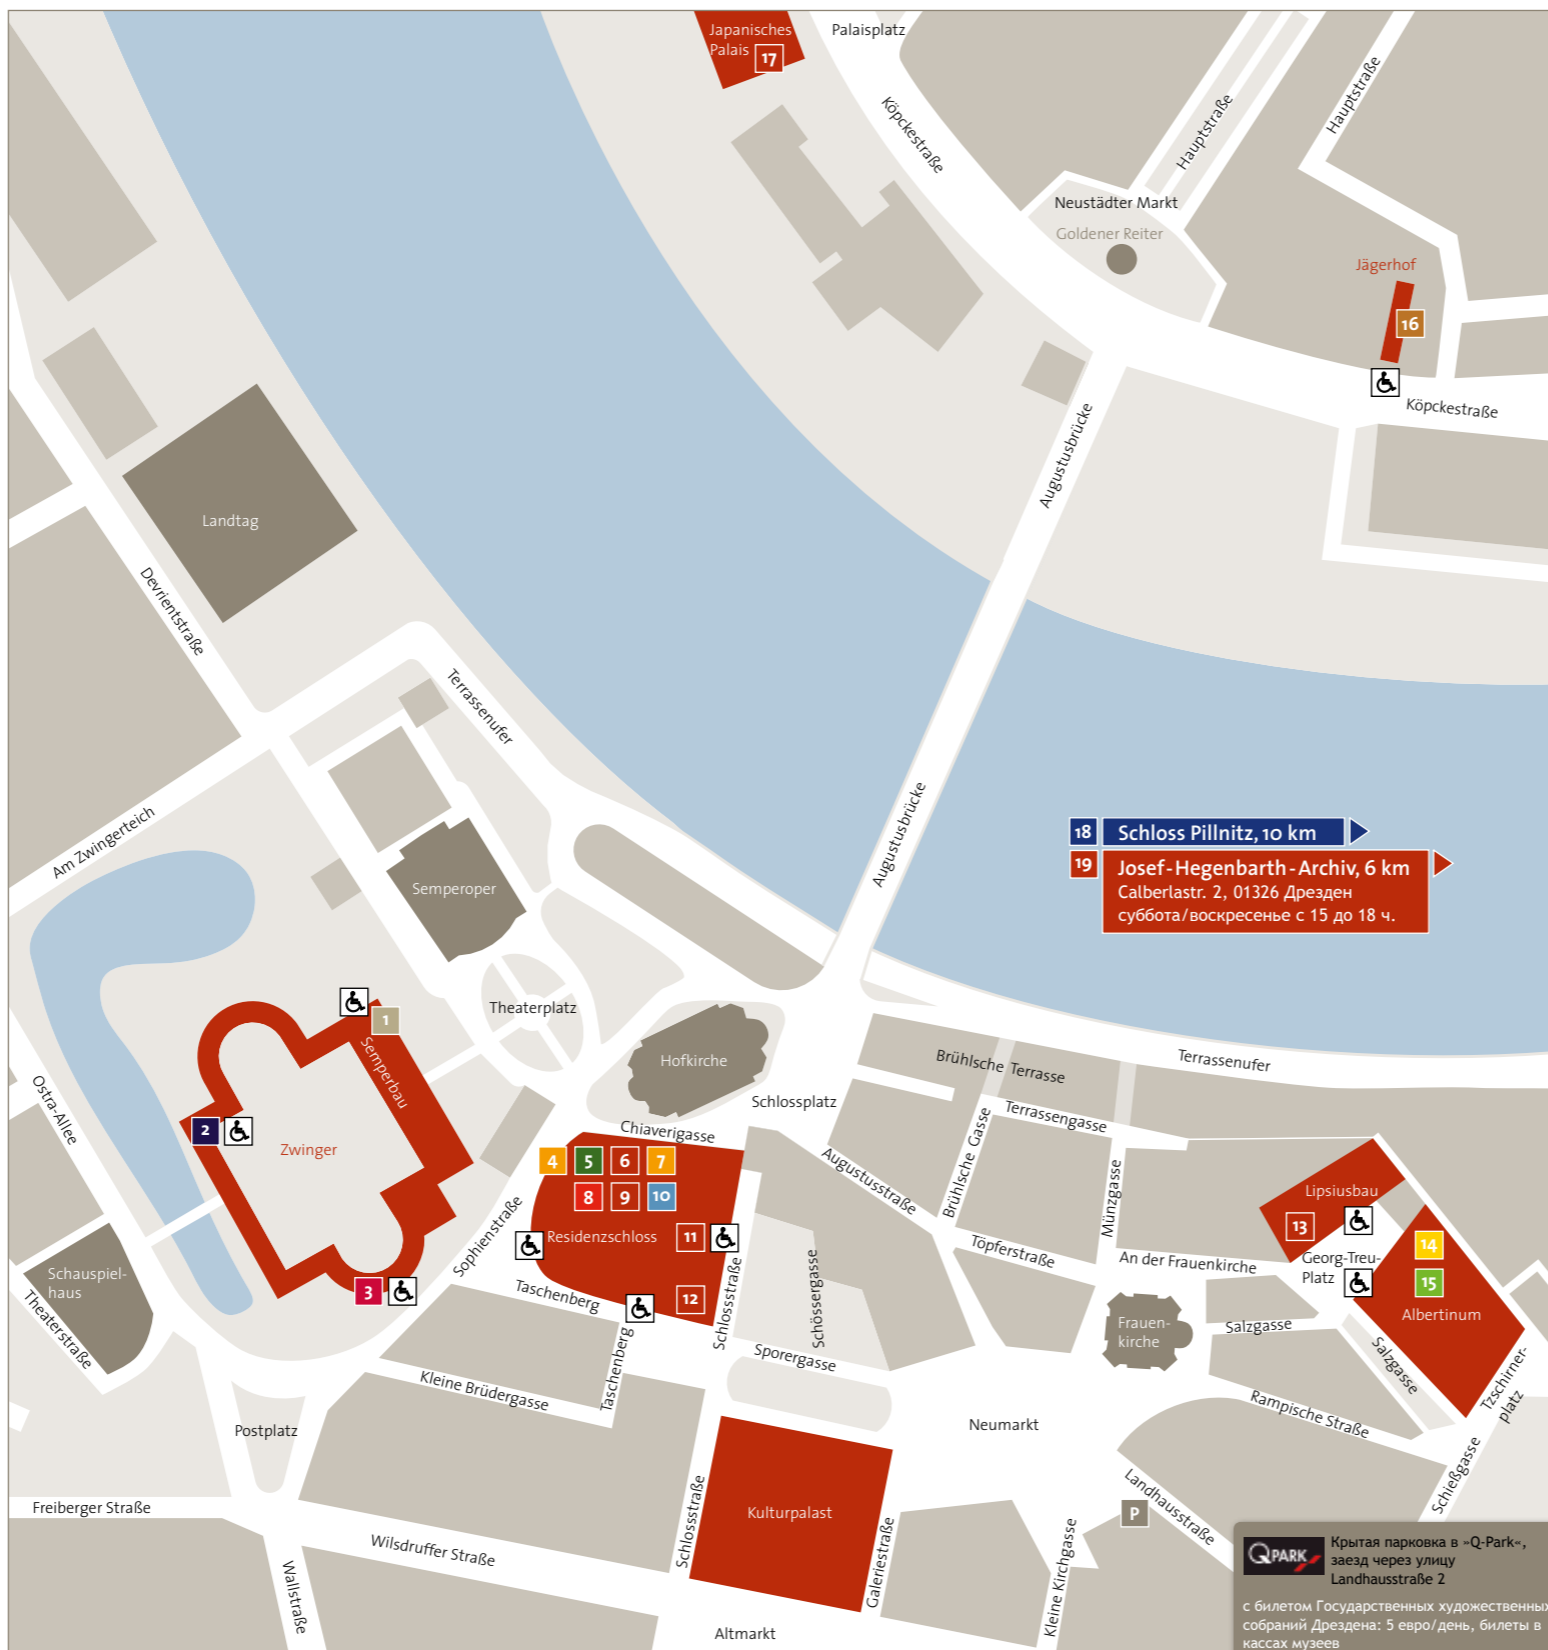 Japanisches
Palais
17
Palaisplatz
Köpckestraße
Hauptstraße
Hauptstraße
Neustädter Markt
Goldener Reiter
Jägerhof
16
Köpckestraße
Augustusbrücke
Landtag
Devrientstraße
Terrassenufer
Am Zwingerteich
Semperoper
Augustusbrücke
18
Schloss Pillnitz, 10 km
19
Josef-Hegenbarth-Archiv, 6 km
Calberlastr. 2, 01326 Дрезден
суббота/воскресенье с 15 до 18 ч.
Theaterplatz
1
Semperbau
Hofkirche
Brühlsche Terrasse
Terrassenufer
Ostra-Allee
2
Zwinger
Schlossplatz
Terrassengasse
Chiaverigasse
4
5
6
7
8
9
10
Residenzschloss
11
12
Augustusstraße
Brühlsche Gasse
Münzgasse
Lipsiusbau
13
Georg-Treu-
Platz
14
15
Albertinum
Sophienstraße
Töpferstraße
An der Frauenkirche
Schauspiel-
haus
Theaterstraße
3
Taschenberg
Taschenberg
Schlossstraße
Schössergasse
Sporergasse
Frauen-
kirche
Salzgasse
Salzgasse
Tzschirner-
platz
Kleine Brüdergasse
Rampische Straße
Postplatz
Neumarkt
Schießgasse
Landhausstraße
P
Freiberger Straße
Wilsdruffer Straße
Wallstraße
Schlossstraße
Kulturpalast
Galeriestraße
Kleine Kirchgasse
Altmarkt
QPARK
Крытая парковка в »Q-Park«,
заезд через улицу
Landhausstraße 2
с билетом Государственных художественных
собраний Дрездена: 5 евро/день, билеты в
кассах музеев